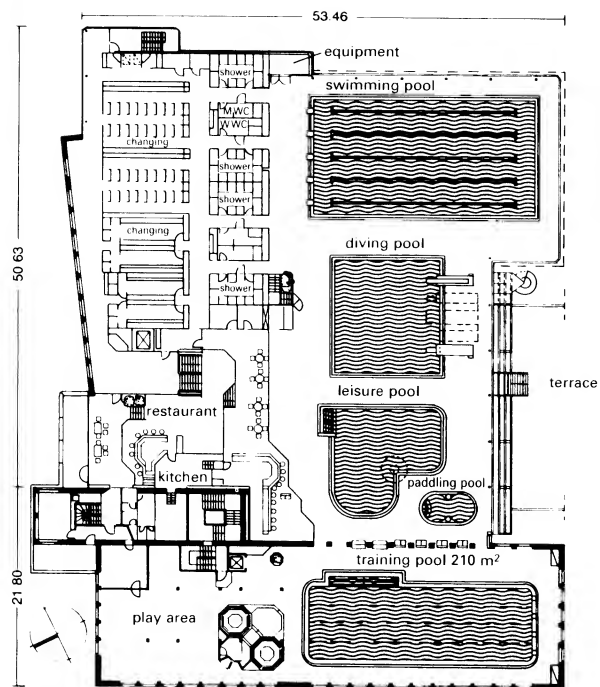 53.46
equipment
shower
swimming pool
M.WC
W.WC
changing
shower
shower
changing
diving pool
50 63
shower
terrace
leisure pool
restaurant
kitchen
paddling pool
training pool 210 m²
21 80
play area